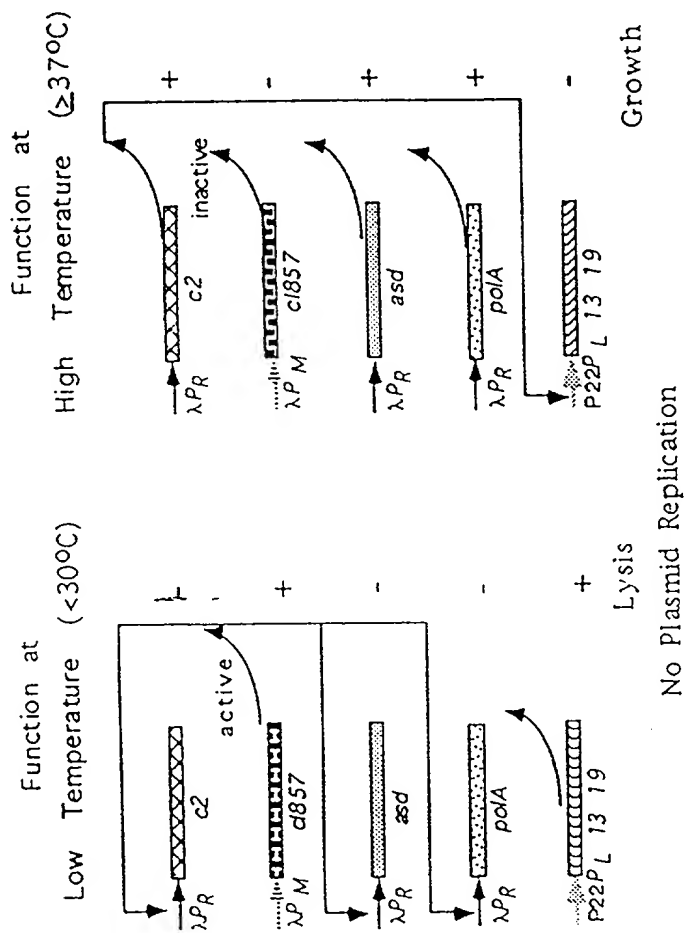 Function at
Low Temperature (<30°C)
λP_R
c2
active
λP_M
cI857
+
λP_R
asd
-
λP_R
polA
-
P22P_L 13 19
+
Lysis
Function at
High Temperature (≥37°C)
λP_R
c2
+
inactive
λP_M
cI857
-
λP_R
asd
+
λP_R
polA
+
P22P_L 13 19
-
Growth
No Plasmid Replication